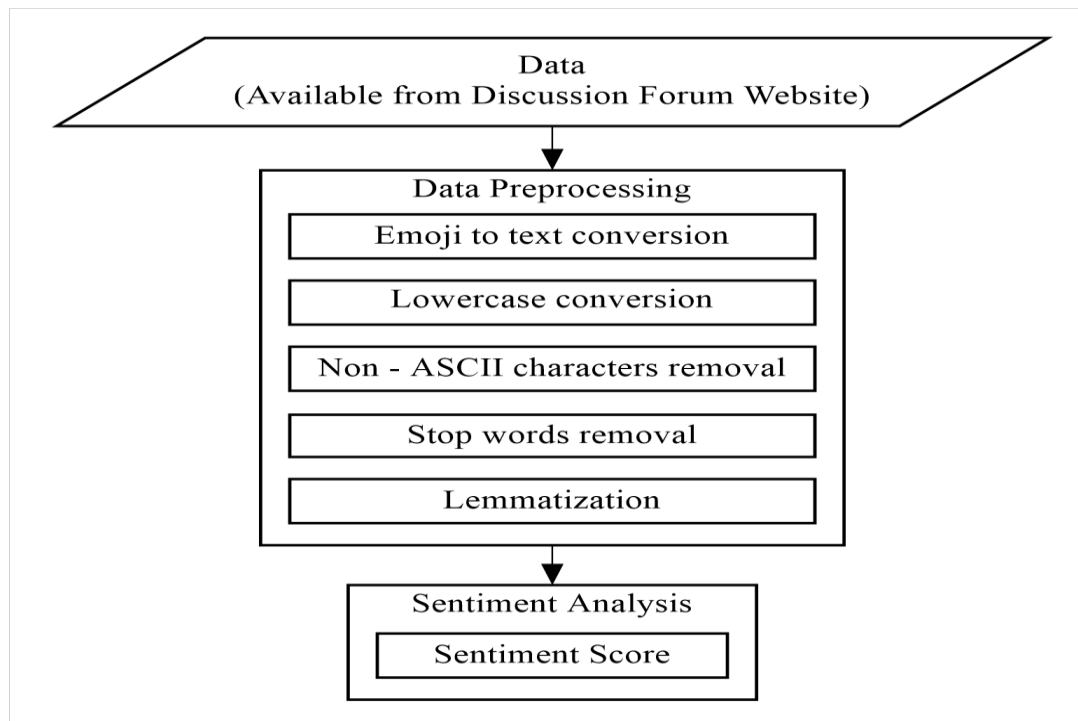 Data
(Available from Discussion Forum Website)
Data Preprocessing
Emoji to text conversion
Lowercase conversion
Non - ASCII characters removal
Stop words removal
Lemmatization
Sentiment Analysis
Sentiment Score